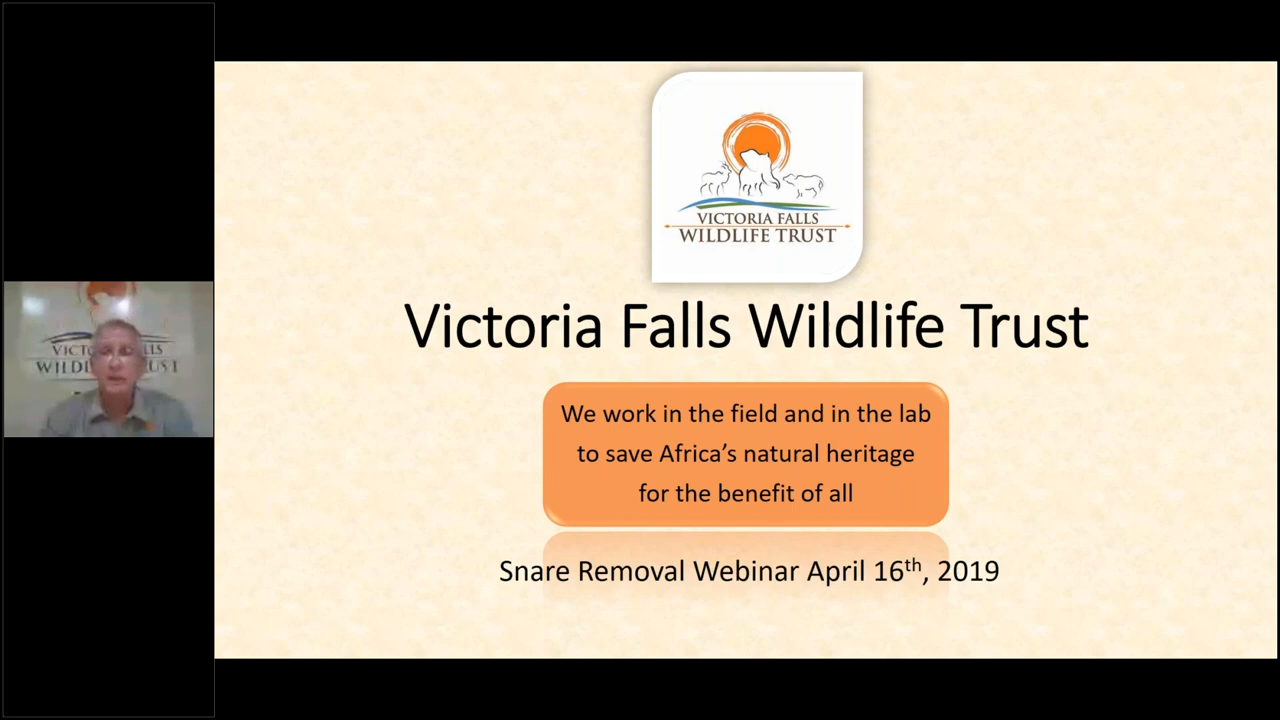 VICTORIA FALLS
WILDLIFE TRUST
Victoria Falls Wildlife Trust
We work in the field and in the lab
to save Africa's natural heritage
for the benefit of all
Snare Removal Webinar April 16th, 2019